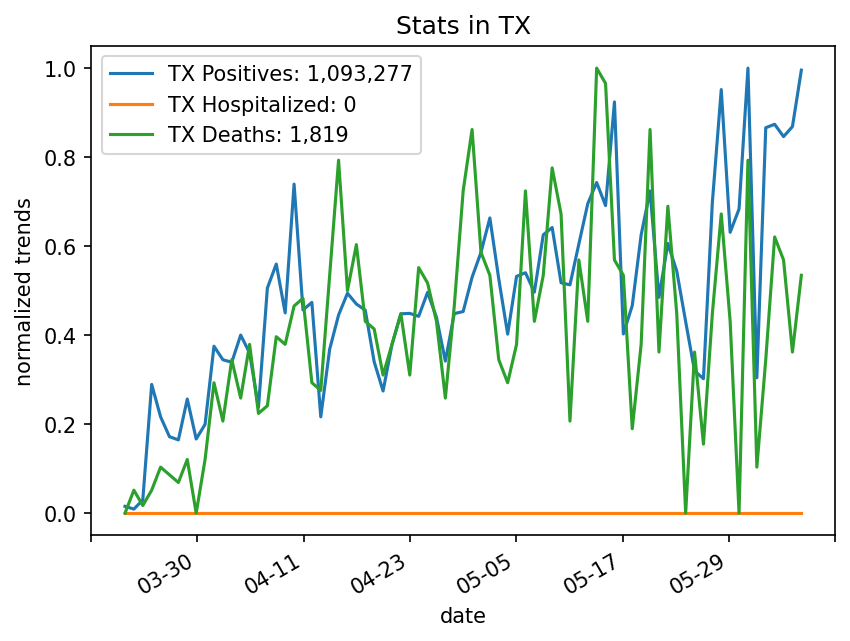 Stats in TX
TX Positives: 1,093,277
TX Hospitalized: 0
TX Deaths: 1,819
normalized trends
1.0
0.8
0.6
0.4
0.2
0.0
03-30
04-11
04-23
05-05
05-17
05-29
date